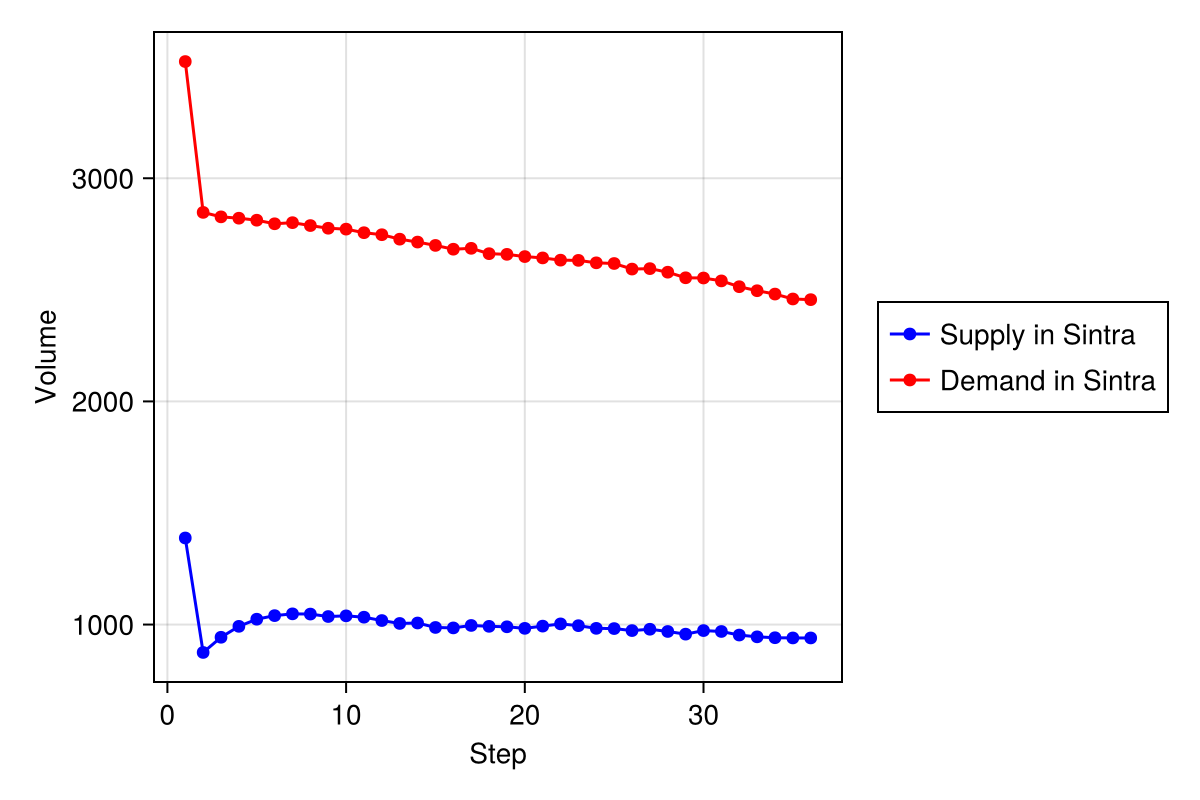 3000
2000
1000
Volume
0 10 20 30
Step
Supply in Sintra
Demand in Sintra